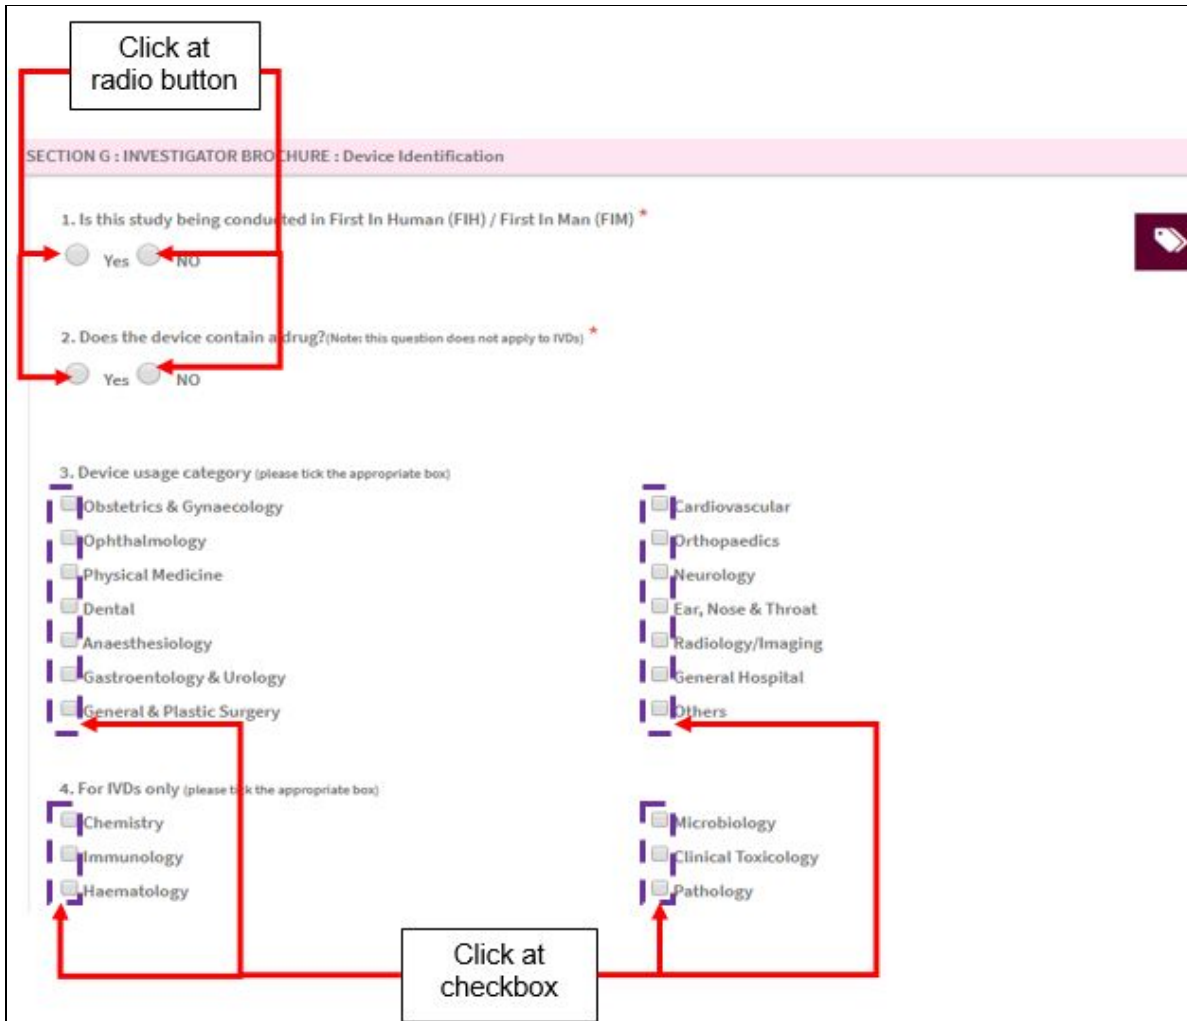 Click at
radio button
SECTION G : INVESTIGATOR BROCHURE : Device Identification
1. Is this study being conducted in First In Human (FIH) / First In Man (FIM) *
Yes NO
2. Does the device contain a drug?(Note: this question does not apply to IVDs) *
Yes NO
3. Device usage category (please tick the appropriate box)
Obstetrics & Gynaecology
Ophthalmology
Physical Medicine
Dental
Anaesthesiology
Gastroentology & Urology
General & Plastic Surgery
Cardiovascular
Orthopaedics
Neurology
Ear, Nose & Throat
Radiology/Imaging
General Hospital
Others
4. For IVDs only (please tick the appropriate box)
Chemistry
Immunology
Haematology
Microbiology
Clinical Toxicology
Pathology
Click at
checkbox